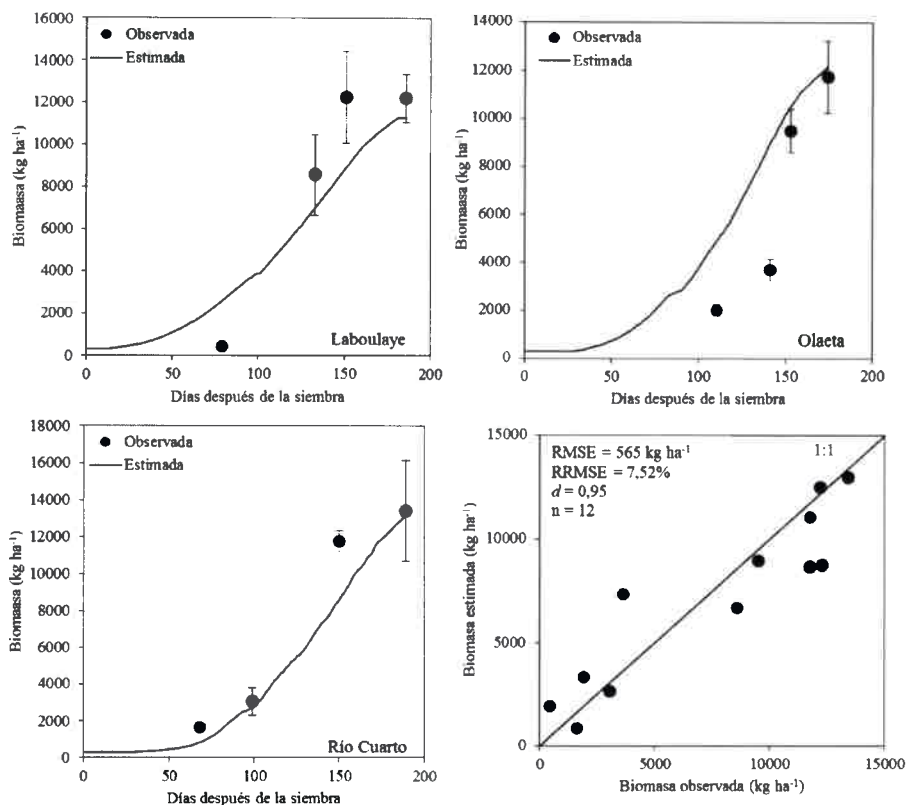 16000
14000
12000
10000
8000
6000
4000
2000
0
Biomaasa (kg ha⁻¹)
Observada
Estimada
Laboulaye
0 50 100 150 200
Días después de la siembra
14000
12000
10000
8000
6000
4000
2000
0
Biomasa (kg ha⁻¹)
Observada
Estimada
Olaeta
0 50 100 150 200
Días después de la siembra
18000
16000
14000
12000
10000
8000
6000
4000
2000
0
Biomaasa (kg ha⁻¹)
Observada
Estimada
Río Cuarto
0 50 100 150 200
Días después de la siembra
15000
10000
5000
0
Biomasa estimada (kg ha⁻¹)
RMSE = 565 kg ha⁻¹
RRMSE = 7,52%
d = 0,95
n = 12
1:1
0 5000 10000 15000
Biomasa observada (kg ha⁻¹)